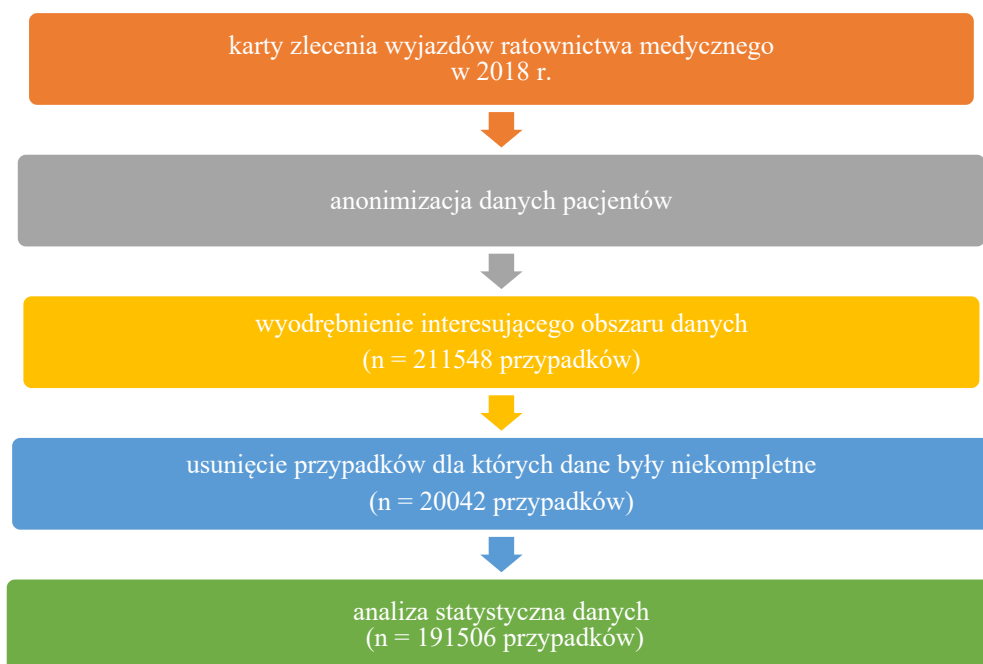 karty zlecenia wyjazdów ratownictwa medycznego
w 2018 r.
anonimizacja danych pacjentów
wyodrębnienie interesującego obszaru danych
(n = 211548 przypadków)
usunięcie przypadków dla których dane były niekompletne
(n = 20042 przypadków)
analiza statystyczna danych
(n = 191506 przypadków)